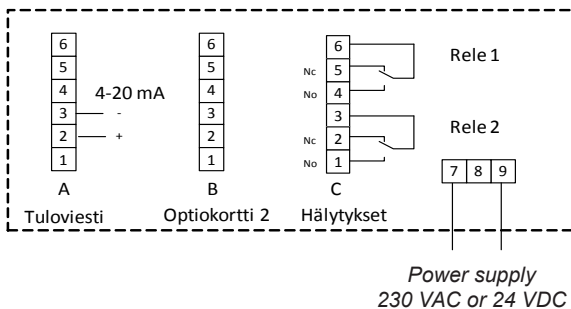 6
5
4
3
2
1
4-20 mA
-
+
A
Tuloviesti
6
5
4
3
2
1
B
Optiokortti 2
6
Nc 5
No 4
3
Nc 2
No 1
C
Hälytykset
Rele 1
Rele 2
7 8 9
Power supply
230 VAC or 24 VDC